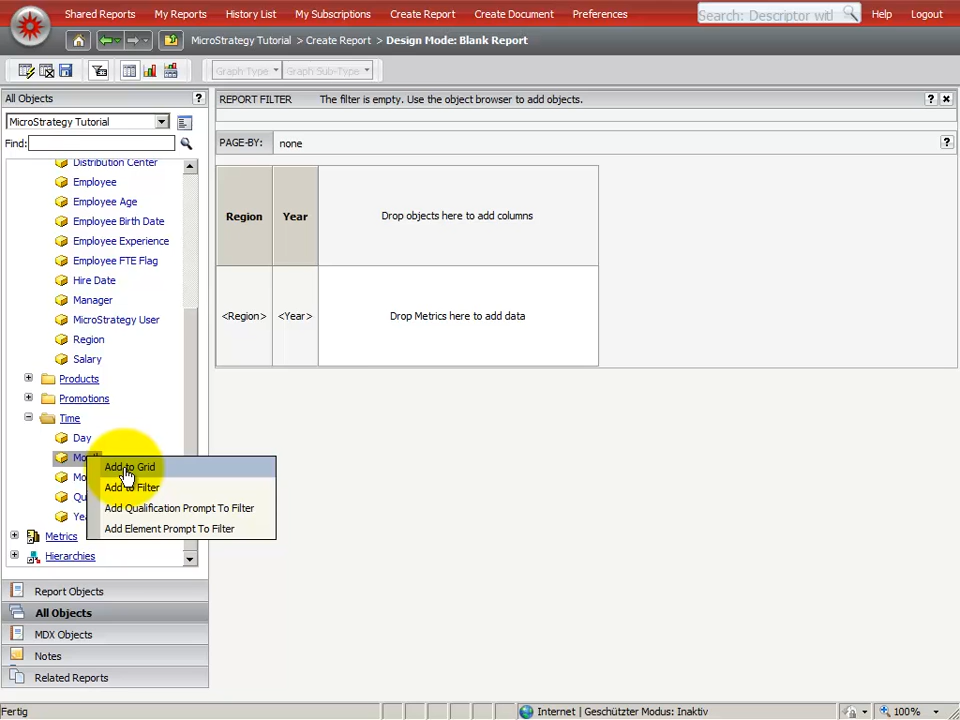 Shared Reports My Reports History List My Subscriptions Create Report Create Document Preferences Search: Descriptor with Help Logout
MicroStrategy Tutorial > Create Report > Design Mode: Blank Report
Graph Type Graph Sub-Type
All Objects ?
MicroStrategy Tutorial
Find:
Distribution Center
Employee
Employee Age
Employee Birth Date
Employee Experience
Employee FTE Flag
Hire Date
Manager
MicroStrategy User
Region
Salary
Products
Promotions
Time
Day
Add to Grid
Add to Filter
Add Qualification Prompt To Filter
Add Element Prompt To Filter
Metrics
Hierarchies
Report Objects
All Objects
MDX Objects
Notes
Related Reports
REPORT FILTER The filter is empty. Use the object browser to add objects. ?
PAGE-BY: none ?
Region Year Drop objects here to add columns
<Region> <Year> Drop Metrics here to add data
Fertig Internet | Geschützter Modus: Inaktiv 100%